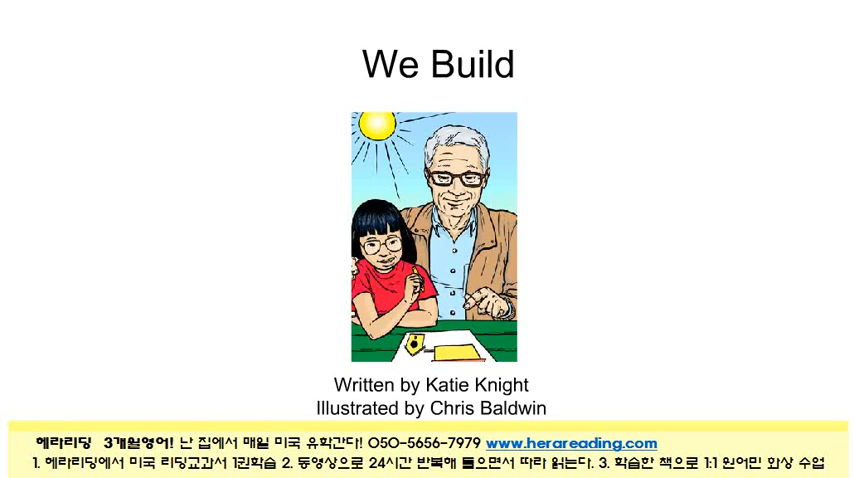 We Build
Written by Katie Knight
Illustrated by Chris Baldwin
헤라리딩 3개월영어! 난 집에서 매일 미국 유학간다! 050-5656-7979 www.herareading.com
1. 헤라리딩에서 미국 리딩교과서 1권학습 2. 동영상으로 24시간 반복해 들으면서 따라 읽는다. 3. 학습한 책으로 1:1 원어민 화상 수업